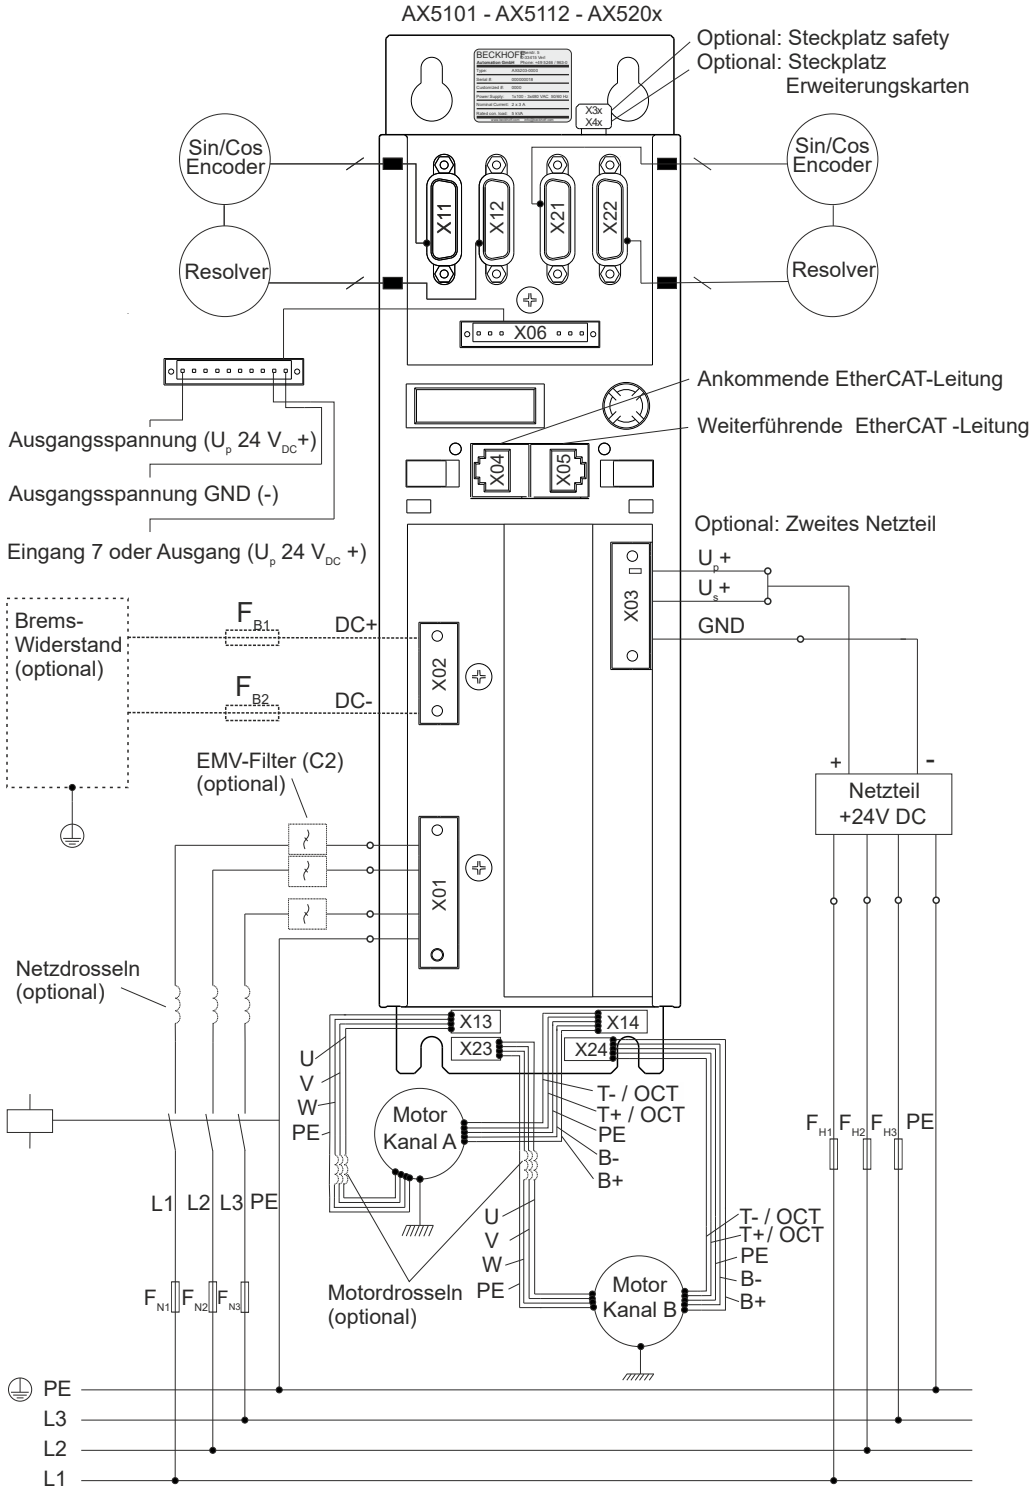 AX5101 - AX5112 - AX520x
Optional: Steckplatz safety
Optional: Steckplatz
Erweiterungskarten
BECKHOFF
Automation GmbH
X3x
X4x
Sin/Cos
Encoder
Resolver
X11
X12
X21
X22
Sin/Cos
Encoder
Resolver
X06
Ankommende EtherCAT-Leitung
Weiterführende EtherCAT -Leitung
Ausgangsspannung (Up 24 VDC+)
Ausgangsspannung GND (-)
Eingang 7 oder Ausgang (Up 24 VDC +)
X04
X05
Optional: Zweites Netzteil
Up+
Us+
GND
X03
Brems-
Widerstand
(optional)
FB1
DC+
FB2
DC-
X02
EMV-Filter (C2)
(optional)
+
-
Netzteil
+24V DC
X01
Netzdrosseln
(optional)
X13
X14
X23
X24
U
V
W
PE
Motor
Kanal A
T- / OCT
T+ / OCT
PE
B-
B+
FH1
FH2
FH3
PE
L1
L2
L3
PE
U
V
W
PE
T- / OCT
T+ / OCT
PE
B-
B+
Motordrosseln
(optional)
Motor
Kanal B
FN1
FN2
FN3
PE
L3
L2
L1